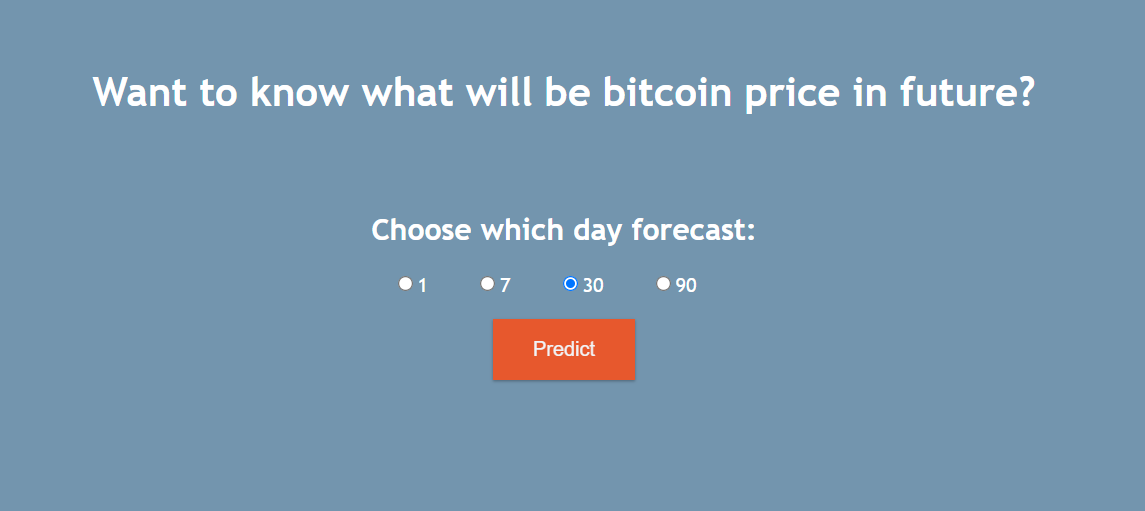 Want to know what will be bitcoin price in future?
Choose which day forecast:
1 7 30 90
Predict